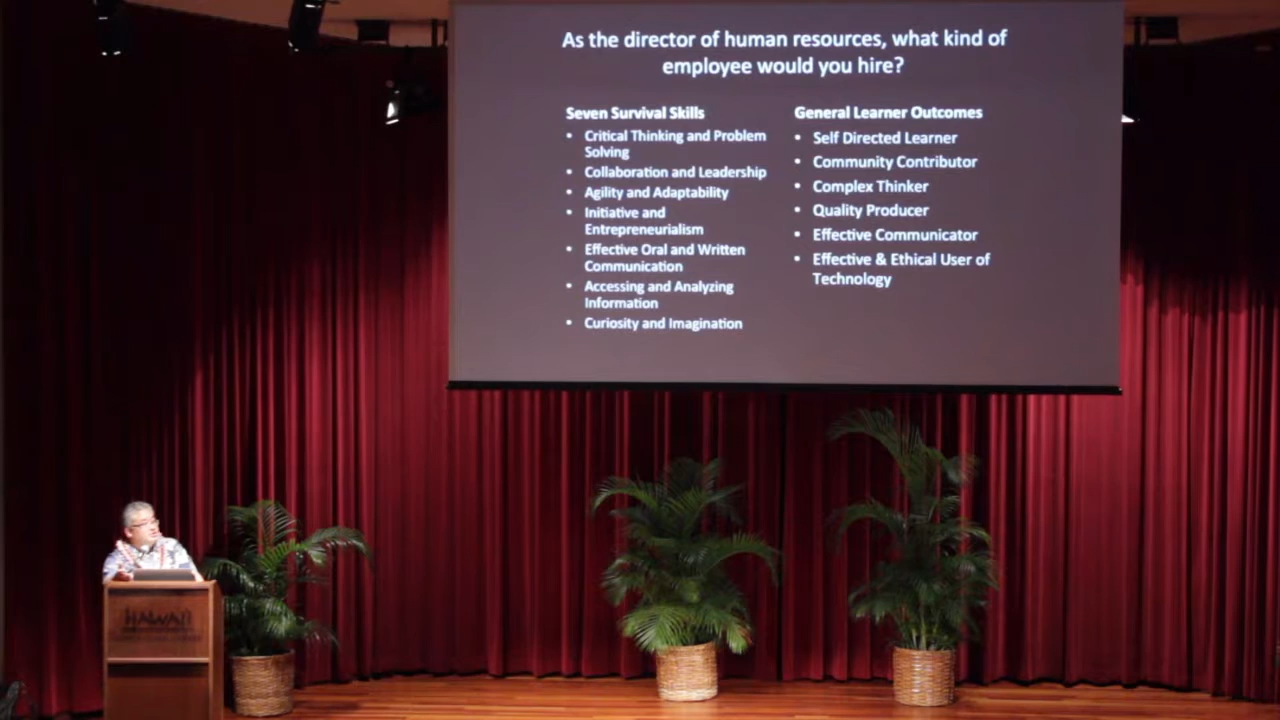 As the director of human resources, what kind of
employee would you hire?
Seven Survival Skills
• Critical Thinking and Problem
Solving
• Collaboration and Leadership
• Agility and Adaptability
• Initiative and
Entrepreneurialism
• Effective Oral and Written
Communication
• Accessing and Analyzing
Information
• Curiosity and Imagination
General Learner Outcomes
• Self Directed Learner
• Community Contributor
• Complex Thinker
• Quality Producer
• Effective Communicator
• Effective & Ethical User of
Technology
HAWAI'I